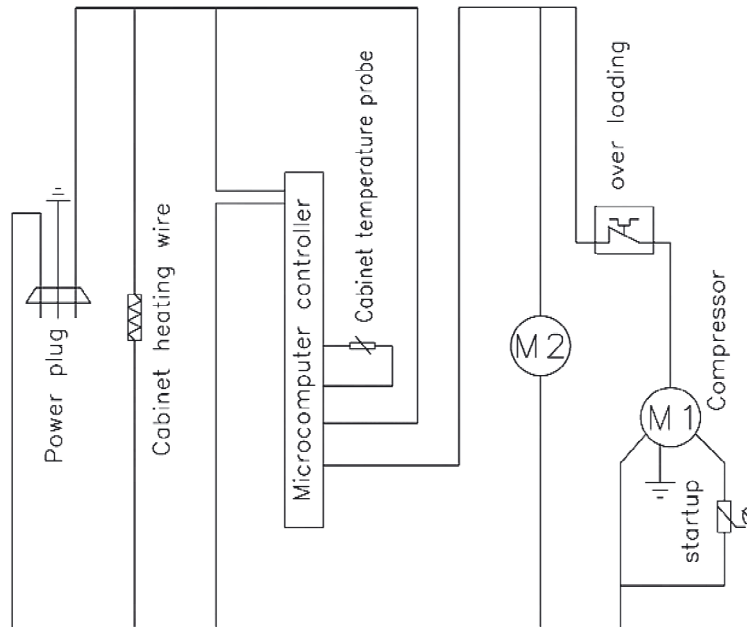 Power plug
Cabinet heating wire
Microcomputer controller
Cabinet temperature probe
M2
over loading
M1
Compressor
startup